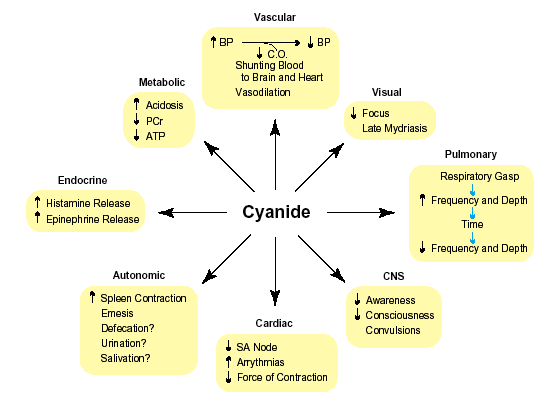 Vascular
↑ BP → ↓ BP
↓ C.O.
Shunting Blood
to Brain and Heart
Vasodilation
Metabolic
↑ Acidosis
↓ PCr
↓ ATP
Visual
↓ Focus
Late Mydriasis
Pulmonary
Respiratory Gasp
↓
↑ Frequency and Depth
↓
Time
↓
↓ Frequency and Depth
Endocrine
↑ Histamine Release
↑ Epinephrine Release
Cyanide
Autonomic
↑ Spleen Contraction
Emesis
Defecation?
Urination?
Salivation?
Cardiac
↓ SA Node
↑ Arrythmias
↓ Force of Contraction
CNS
↓ Awareness
↓ Consciousness
Convulsions